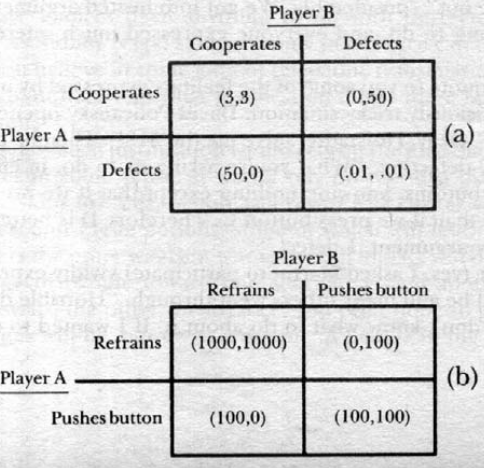 Player B
Cooperates Defects
Cooperates (3,3) (0,50)
Player A (a)
Defects (50,0) (.01, .01)
Player B
Refrains Pushes button
Refrains (1000,1000) (0,100)
Player A (b)
Pushes button (100,0) (100,100)